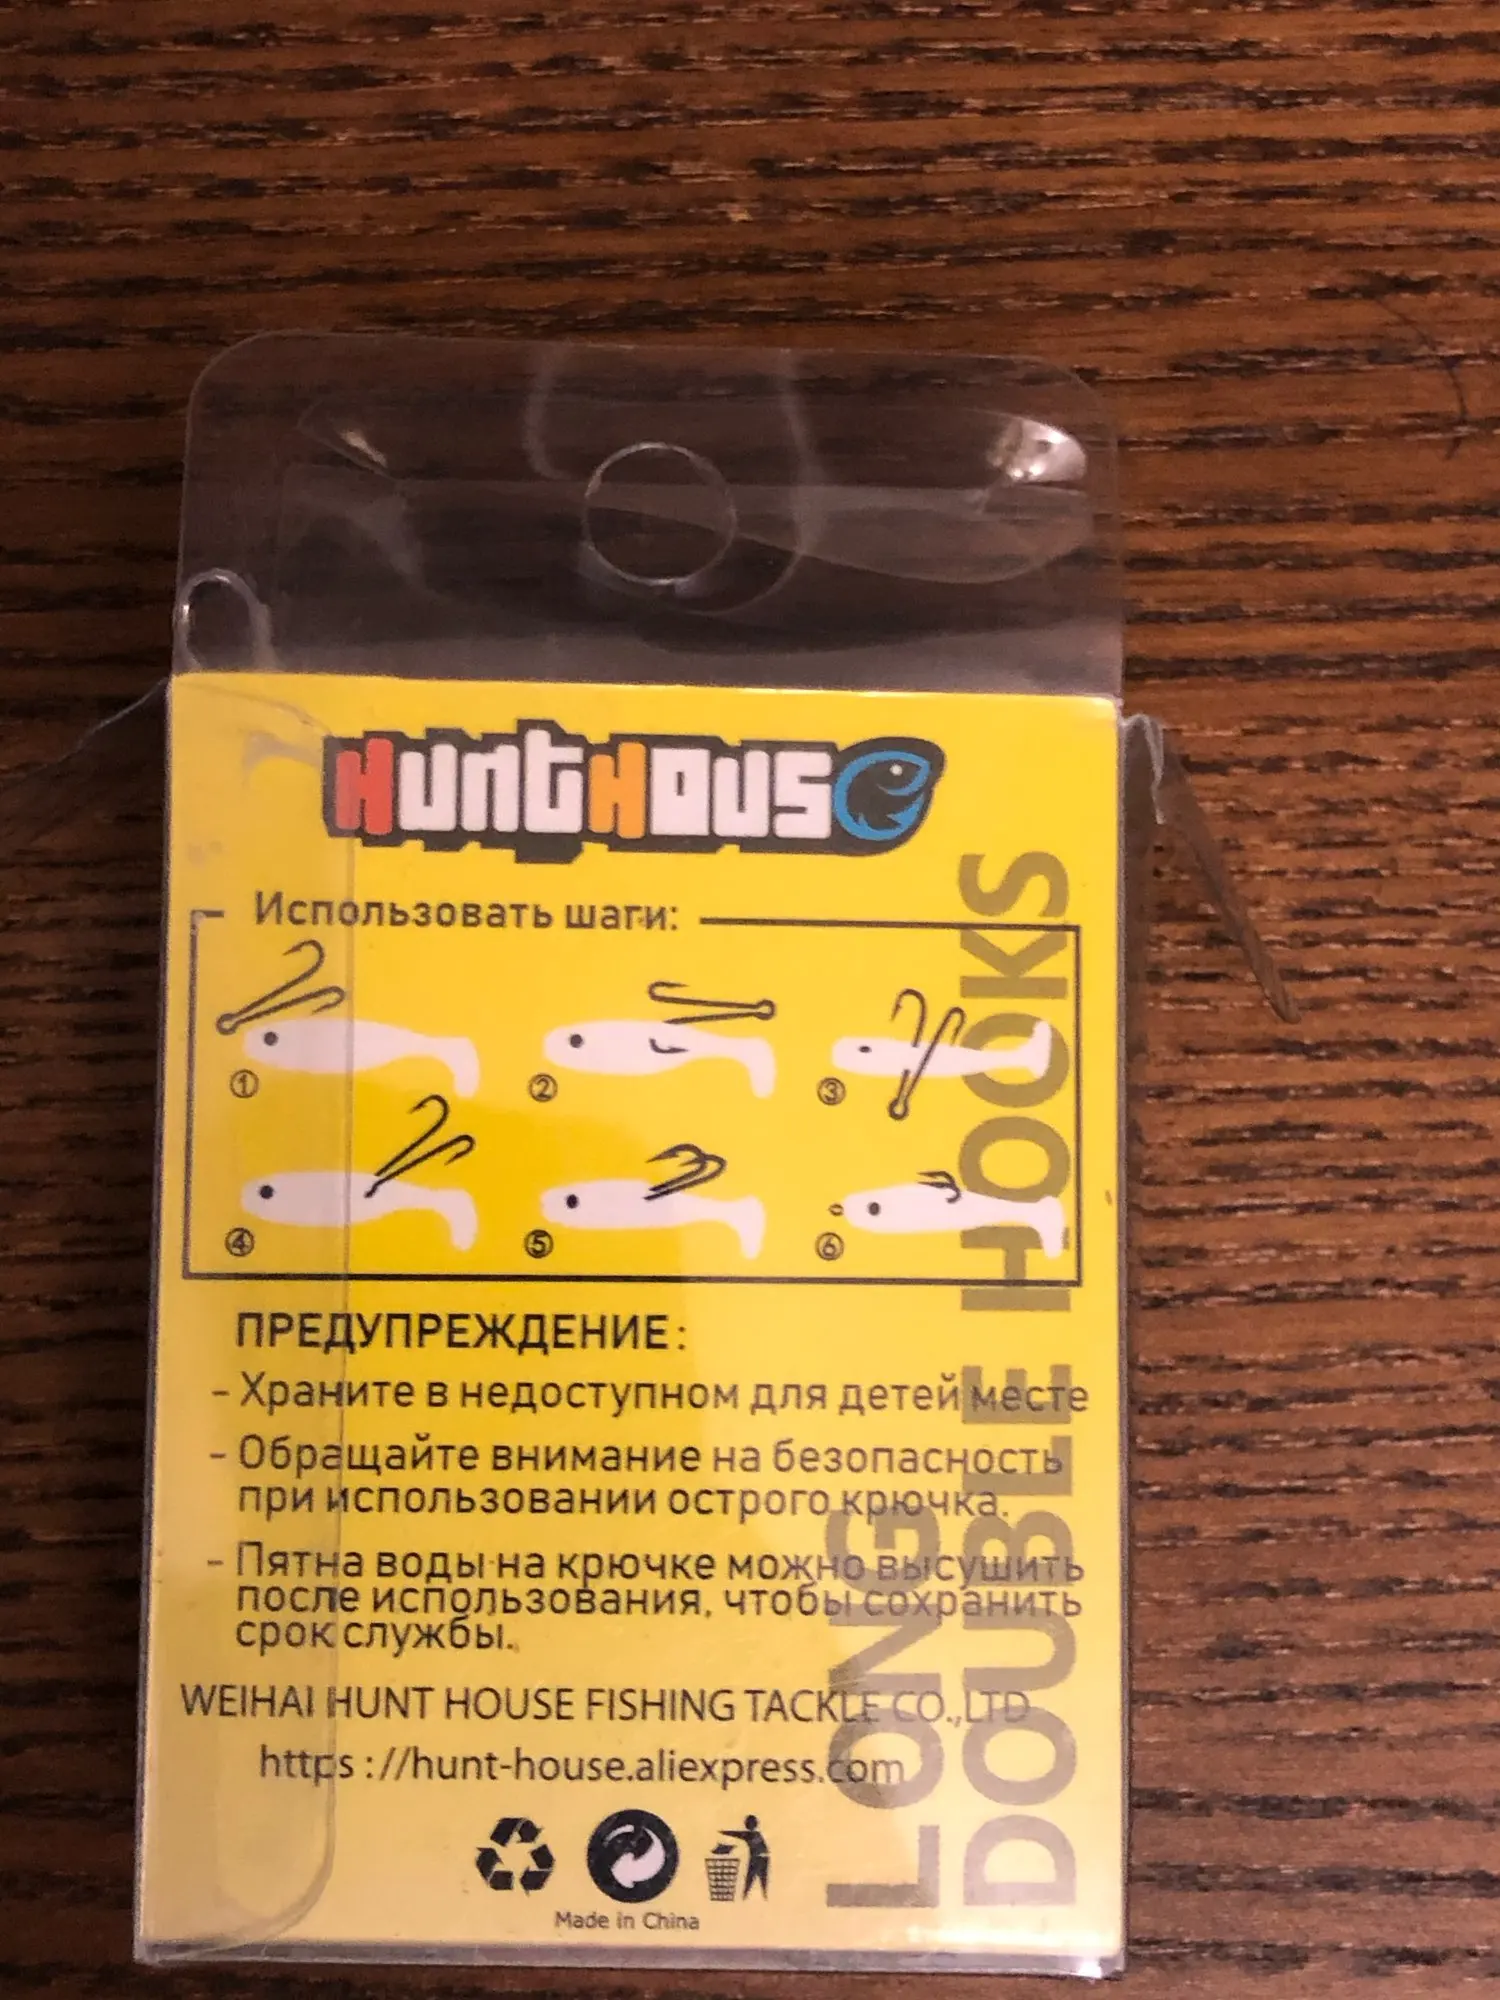 HUNTHOUSE
Использовать шаги:
1
2
3
4
5
6
ПРЕДУПРЕЖДЕНИЕ:
- Храните в недоступном для детей месте
- Обращайте внимание на безопасность
при использовании острого крючка.
- Пятна воды на крючке можно высушить
после использования, чтобы сохранить
срок службы.
WEIHAI HUNT HOUSE FISHING TACKLE CO.,LTD
https://hunt-house.aliexpress.com
Made in China
LONG
DOUBLE HOOKS